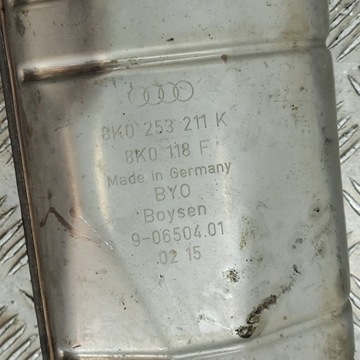 8K0 253 211 K
8K0 118 F
Made in Germany
BYO
Boysen
9-06504.01
02 15